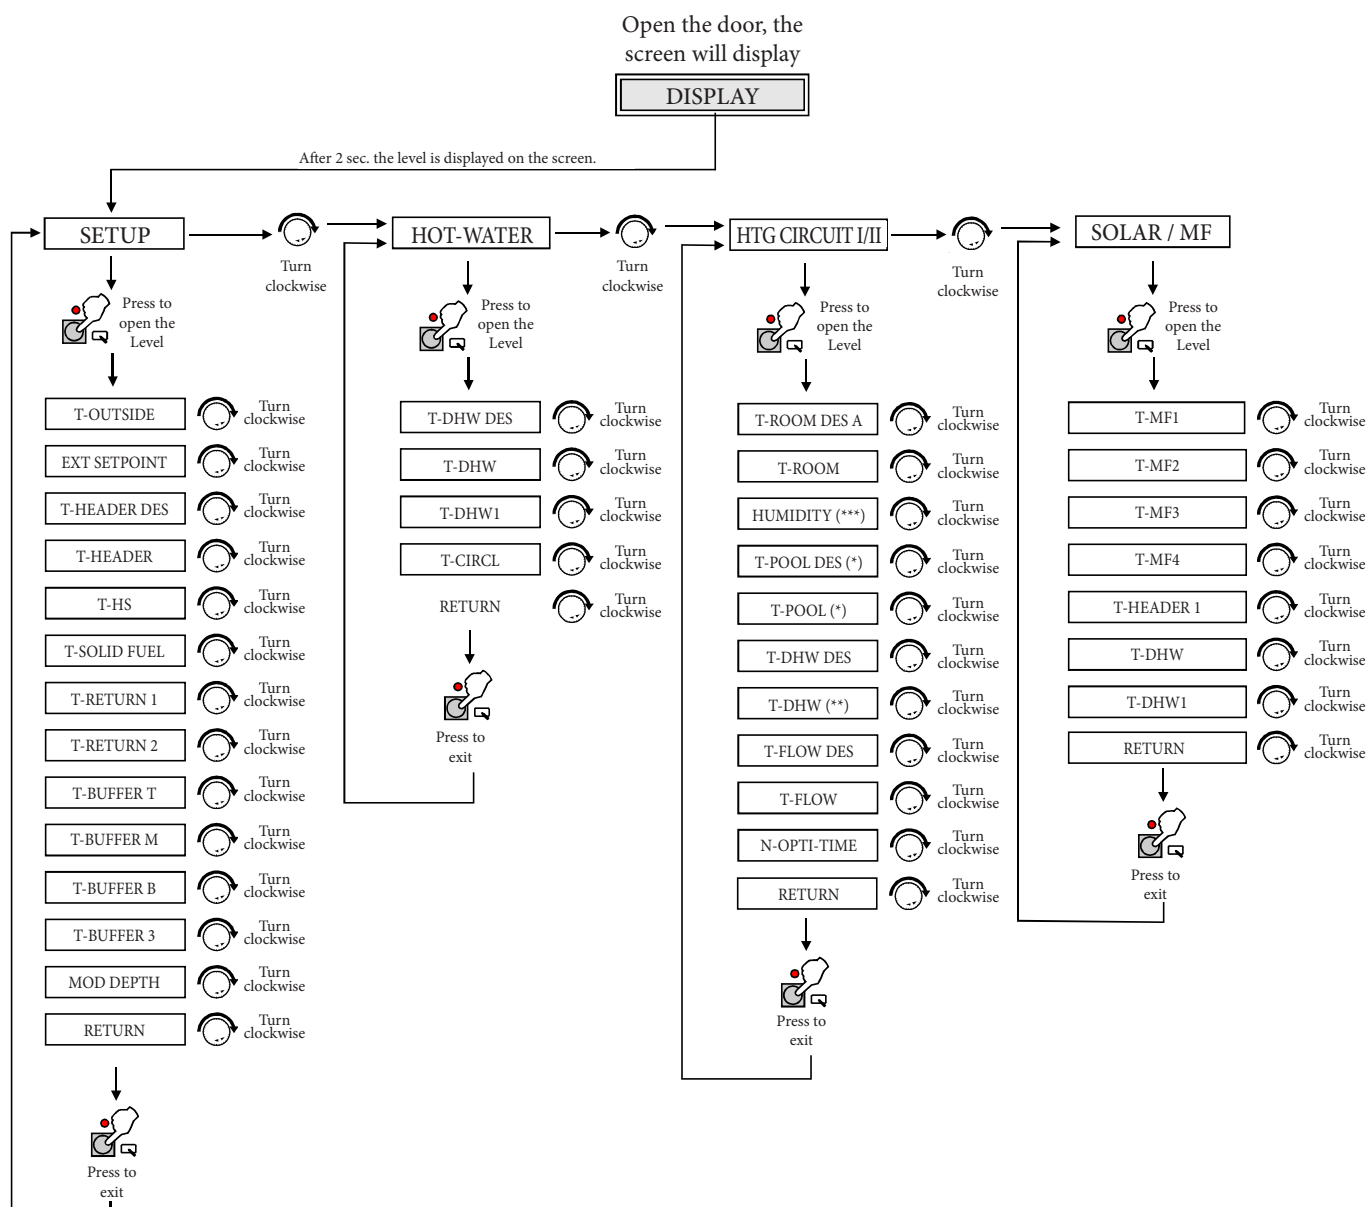 Open the door, the
screen will display
DISPLAY
After 2 sec. the level is displayed on the screen.
SETUP
Turn
clockwise
HOT-WATER
Turn
clockwise
HTG CIRCUIT I/II
Turn
clockwise
SOLAR / MF
Press to
open the
Level
T-OUTSIDE
Turn
clockwise
EXT SETPOINT
Turn
clockwise
T-HEADER DES
Turn
clockwise
T-HEADER
Turn
clockwise
T-HS
Turn
clockwise
T-SOLID FUEL
Turn
clockwise
T-RETURN 1
Turn
clockwise
T-RETURN 2
Turn
clockwise
T-BUFFER T
Turn
clockwise
T-BUFFER M
Turn
clockwise
T-BUFFER B
Turn
clockwise
T-BUFFER 3
Turn
clockwise
MOD DEPTH
Turn
clockwise
RETURN
Turn
clockwise
Press to
exit
Press to
open the
Level
T-DHW DES
Turn
clockwise
T-DHW
Turn
clockwise
T-DHW1
Turn
clockwise
T-CIRCL
Turn
clockwise
RETURN
Turn
clockwise
Press to
exit
Press to
open the
Level
T-ROOM DES A
Turn
clockwise
T-ROOM
Turn
clockwise
HUMIDITY (***)
Turn
clockwise
T-POOL DES (*)
Turn
clockwise
T-POOL (*)
Turn
clockwise
T-DHW DES
Turn
clockwise
T-DHW (**)
Turn
clockwise
T-FLOW DES
Turn
clockwise
T-FLOW
Turn
clockwise
N-OPTI-TIME
Turn
clockwise
RETURN
Turn
clockwise
Press to
exit
Press to
open the
Level
T-MF1
Turn
clockwise
T-MF2
Turn
clockwise
T-MF3
Turn
clockwise
T-MF4
Turn
clockwise
T-HEADER 1
Turn
clockwise
T-DHW
Turn
clockwise
T-DHW1
Turn
clockwise
RETURN
Turn
clockwise
Press to
exit